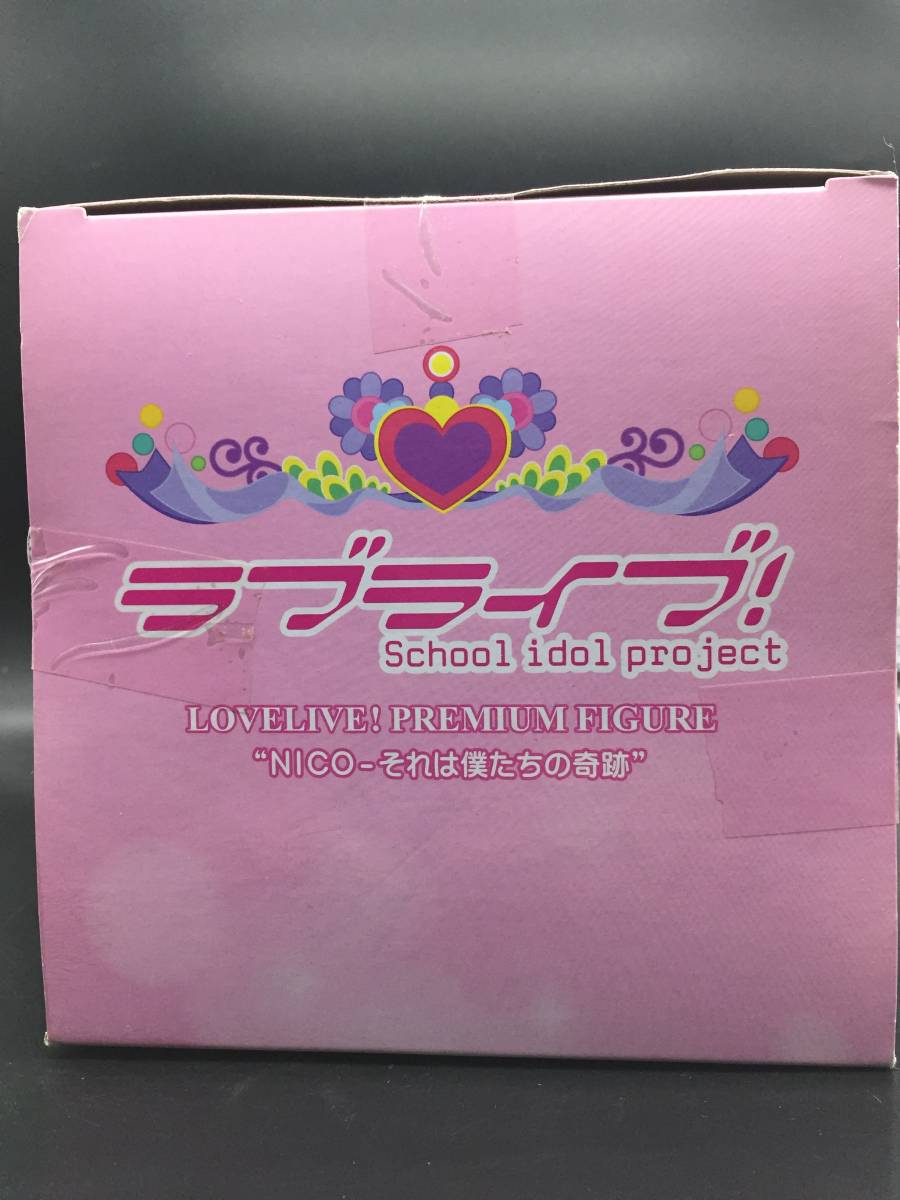 ラブライブ!
School idol project
LOVELIVE! PREMIUM FIGURE
“NICO-それは僕たちの奇跡”